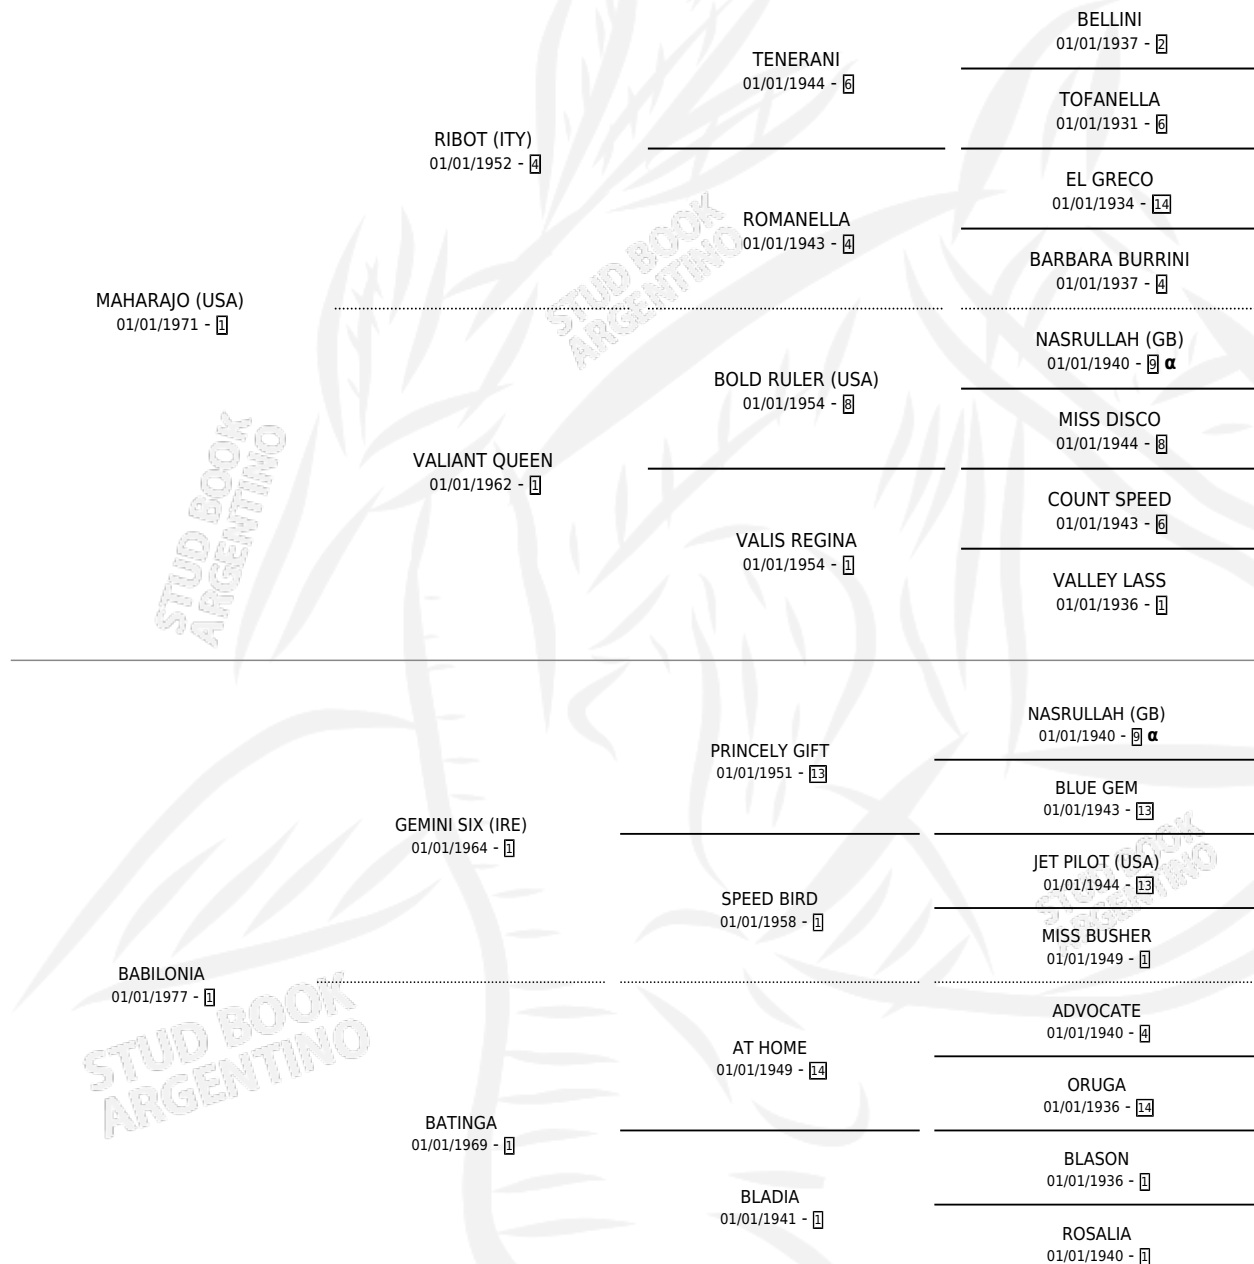 BELLINI
01/01/1937 - 2
TENERANI
01/01/1944 - 6
TOFANELLA
01/01/1931 - 6
RIBOT (ITY)
01/01/1952 - 4
EL GRECO
01/01/1934 - 14
ROMANELLA
01/01/1943 - 4
BARBARA BURRINI
01/01/1937 - 4
STUD BOOK
ARGENTINO
MAHARAJO (USA)
01/01/1971 - 1
NASRULLAH (GB)
01/01/1940 - 9 α
BOLD RULER (USA)
01/01/1954 - 8
MISS DISCO
01/01/1944 - 8
VALIANT QUEEN
01/01/1962 - 1
COUNT SPEED
01/01/1943 - 6
VALIS REGINA
01/01/1954 - 1
VALLEY LASS
01/01/1936 - 1
STUD BOOK
ARGENTINO
NASRULLAH (GB)
01/01/1940 - 9 α
PRINCELY GIFT
01/01/1951 - 13
BLUE GEM
01/01/1943 - 13
GEMINI SIX (IRE)
01/01/1964 - 1
JET PILOT (USA)
01/01/1944 - 13
SPEED BIRD
01/01/1958 - 1
MISS BUSHER
01/01/1949 - 1
STUD BOOK
ARGENTINO
BABILONIA
01/01/1977 - 1
ADVOCATE
01/01/1940 - 4
AT HOME
01/01/1949 - 14
ORUGA
01/01/1936 - 14
BATINGA
01/01/1969 - 1
BLASON
01/01/1936 - 1
BLADIA
01/01/1941 - 1
ROSALIA
01/01/1940 - 1
STUD BOOK
ARGENTINO